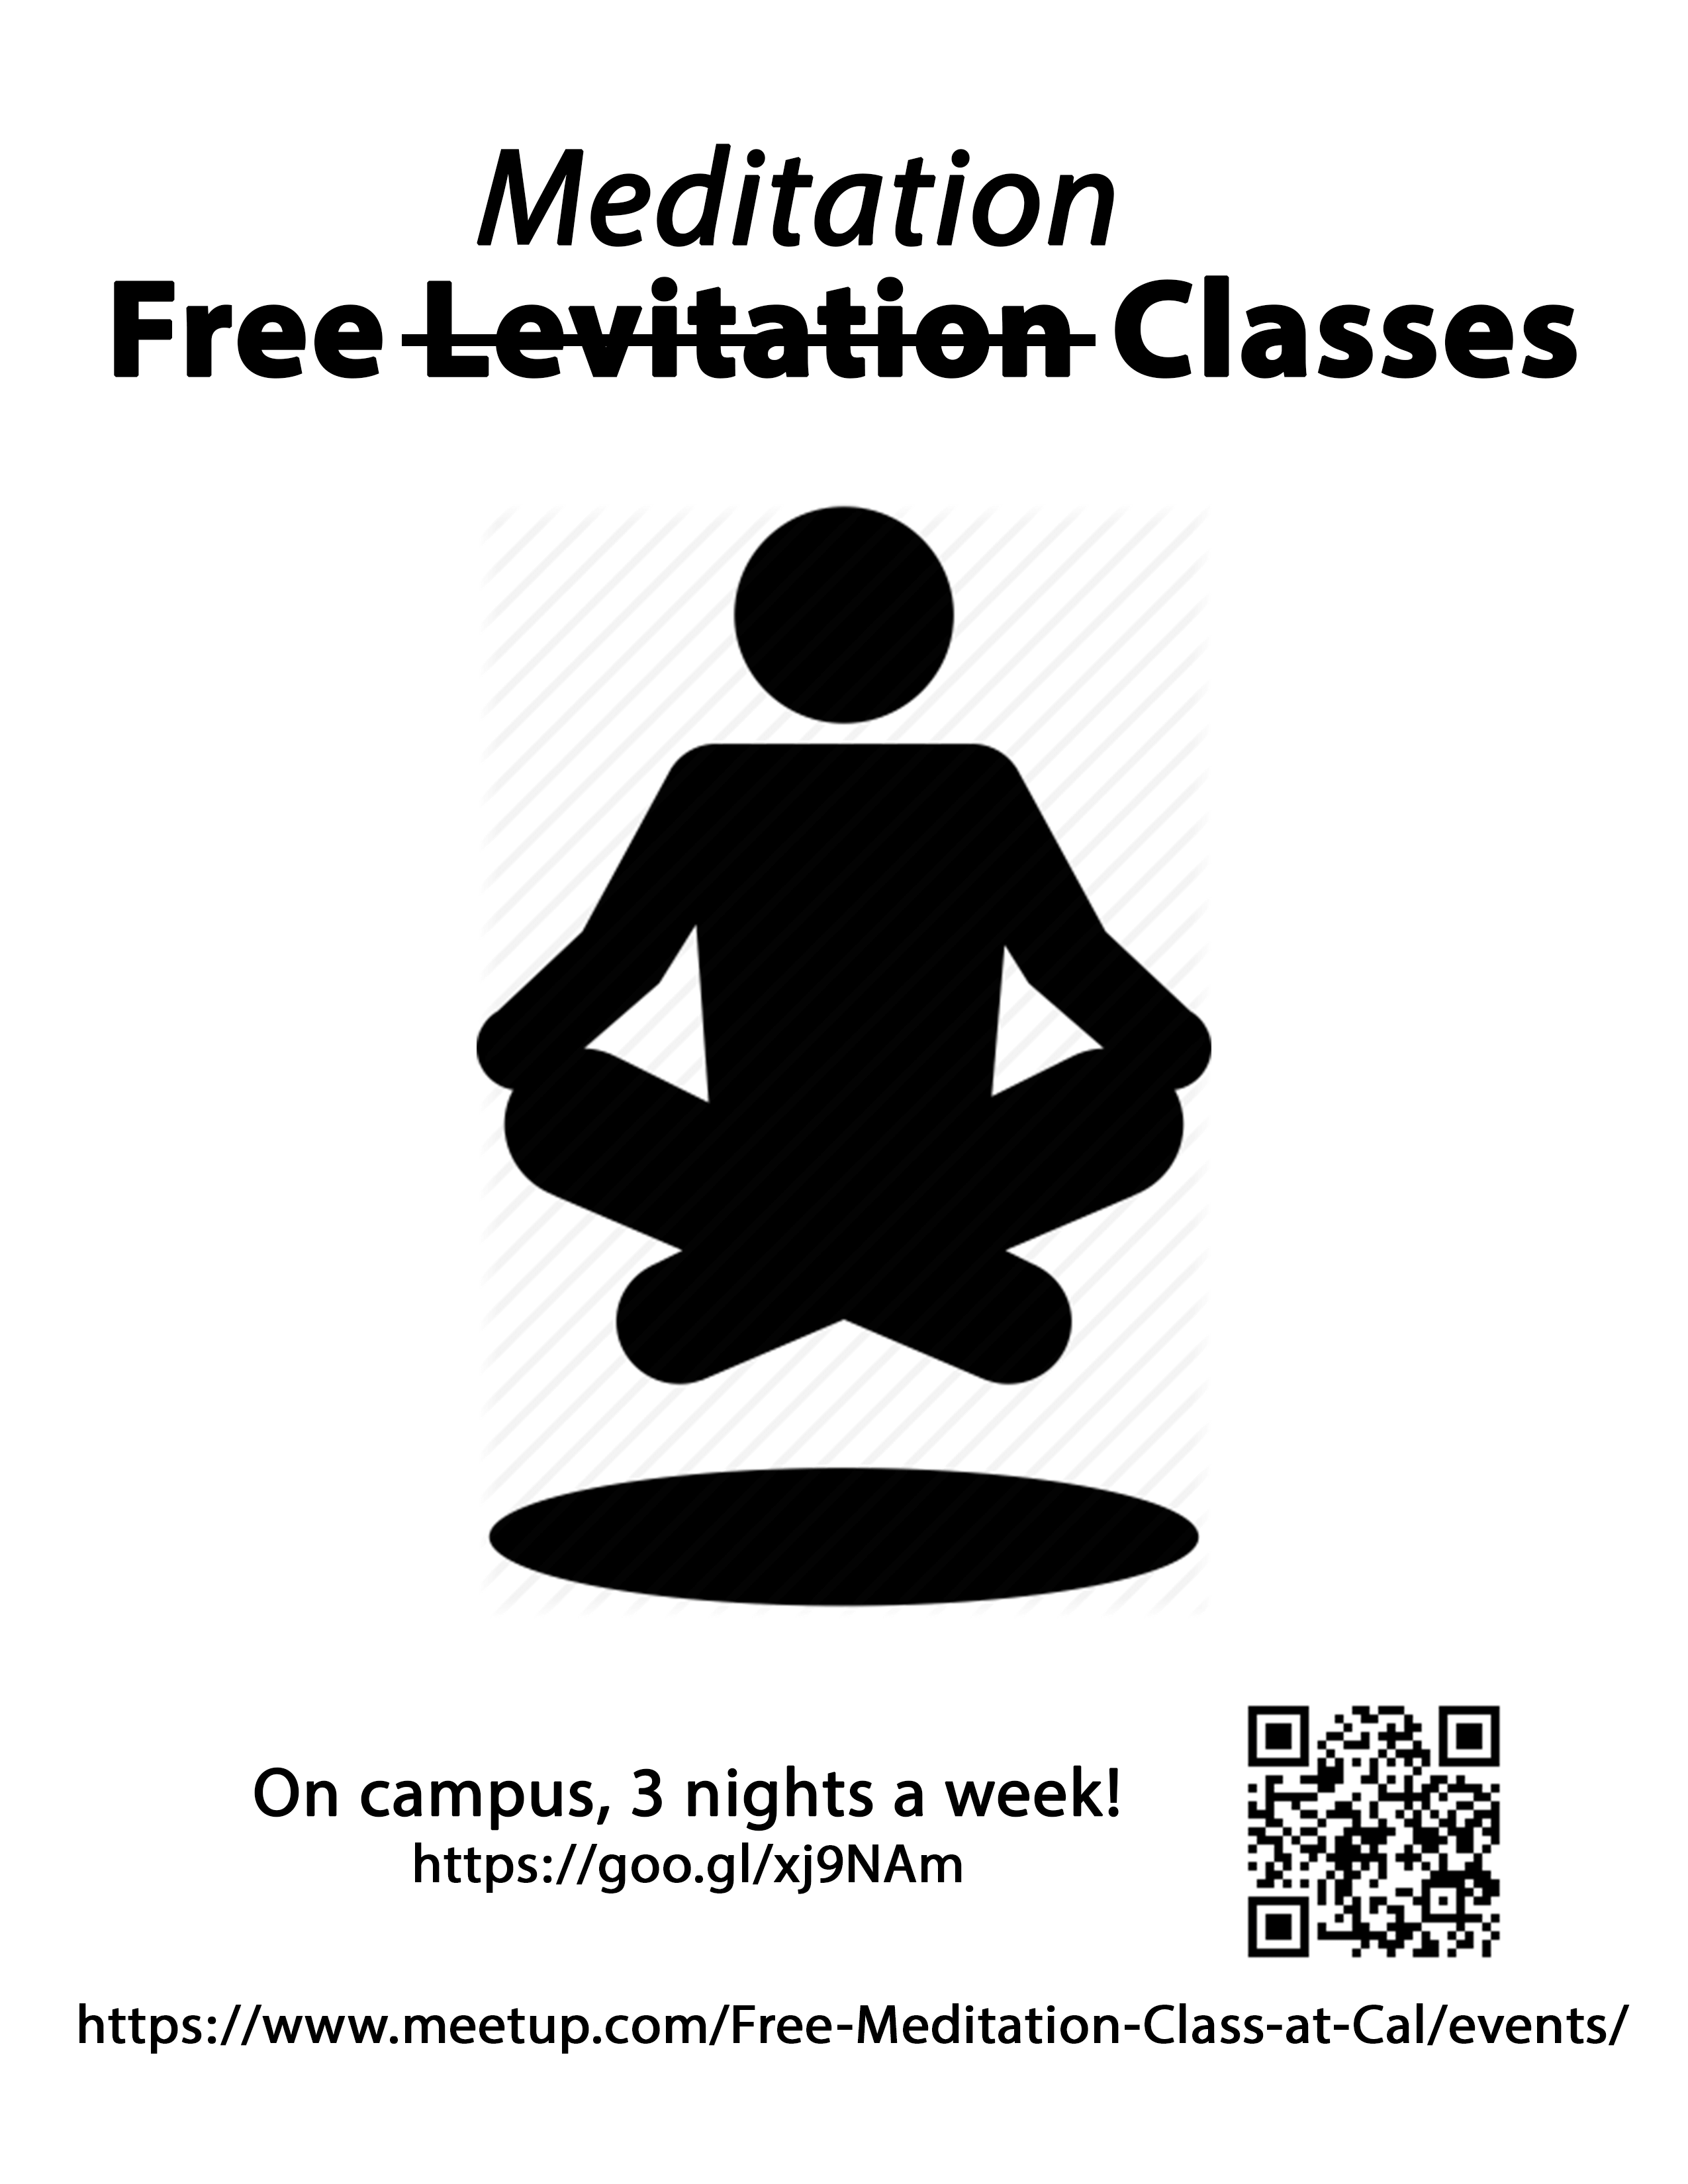 Meditation
Free Levitation Classes
On campus, 3 nights a week!
https://goo.gl/xj9NAm
https://www.meetup.com/Free-Meditation-Class-at-Cal/events/